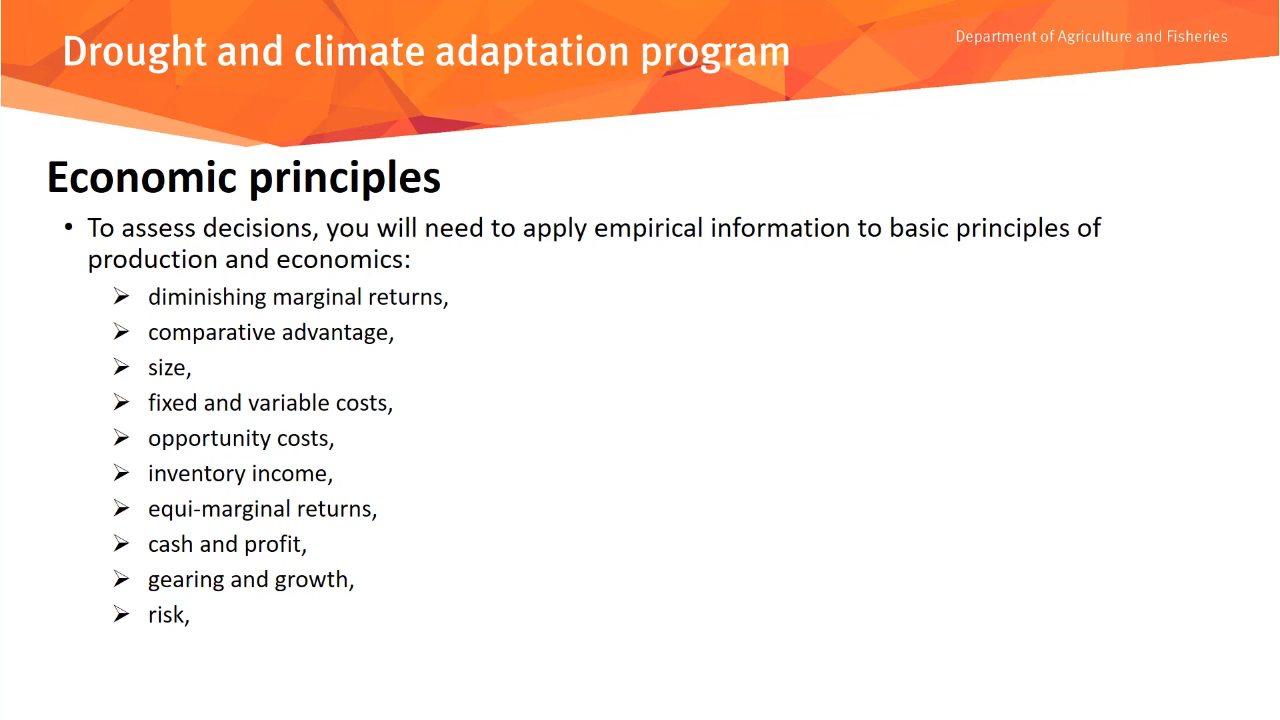 Drought and climate adaptation program
Department of Agriculture and Fisheries
Economic principles
• To assess decisions, you will need to apply empirical information to basic principles of
production and economics:
➢ diminishing marginal returns,
➢ comparative advantage,
➢ size,
➢ fixed and variable costs,
➢ opportunity costs,
➢ inventory income,
➢ equi-marginal returns,
➢ cash and profit,
➢ gearing and growth,
➢ risk,